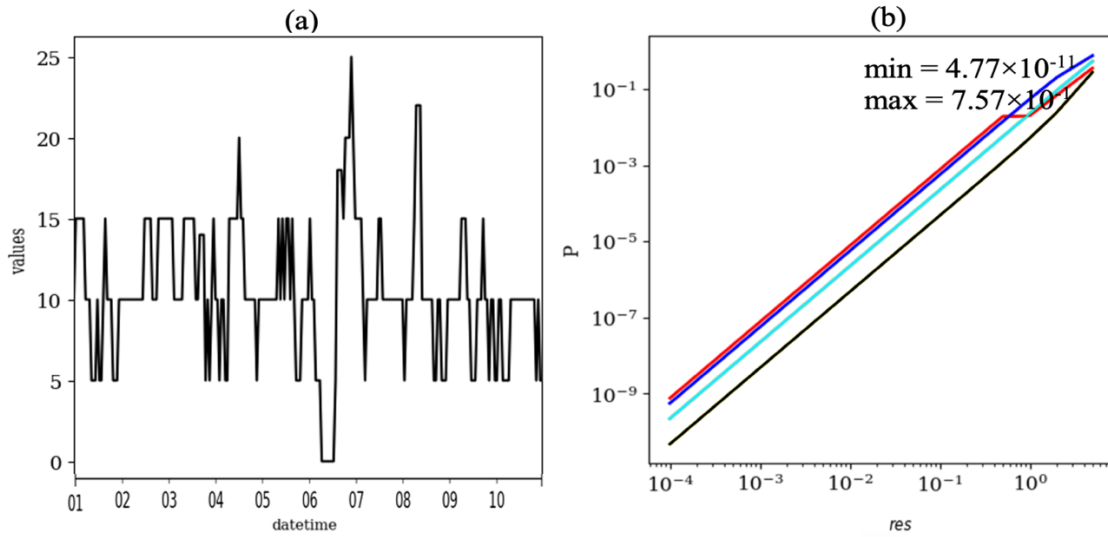 (a)
(b)
25
20
15
10
5
0
values
01 02 03 04 05 06 07 08 09 10
datetime
min = 4.77×10⁻¹¹
max = 7.57×10⁻¹
10⁻¹
10⁻³
10⁻⁵
10⁻⁷
10⁻⁹
P
10⁻⁴ 10⁻³ 10⁻² 10⁻¹ 10⁰
res